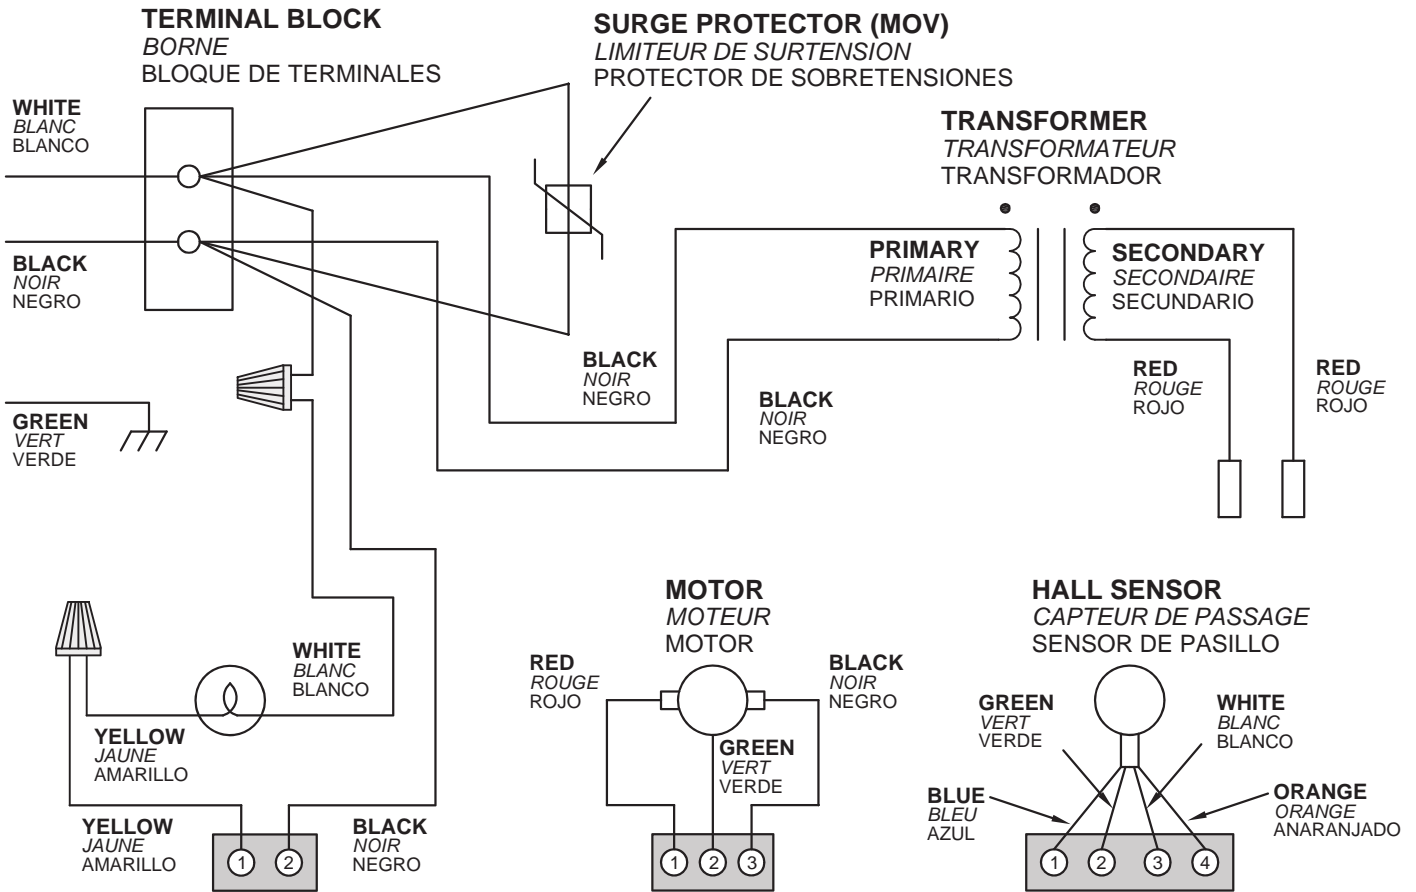 TERMINAL BLOCK
BORNE
BLOQUE DE TERMINALES
SURGE PROTECTOR (MOV)
LIMITEUR DE SURTENSION
PROTECTOR DE SOBRETENSIONES
WHITE
BLANC
BLANCO
TRANSFORMER
TRANSFORMATEUR
TRANSFORMADOR
BLACK
NOIR
NEGRO
PRIMARY
PRIMAIRE
PRIMARIO
SECONDARY
SECONDAIRE
SECUNDARIO
BLACK
NOIR
NEGRO
BLACK
NOIR
NEGRO
RED
ROUGE
ROJO
RED
ROUGE
ROJO
GREEN
VERT
VERDE
WHITE
BLANC
BLANCO
YELLOW
JAUNE
AMARILLO
YELLOW
JAUNE
AMARILLO
BLACK
NOIR
NEGRO
1 2
MOTOR
MOTEUR
MOTOR
RED
ROUGE
ROJO
BLACK
NOIR
NEGRO
GREEN
VERT
VERDE
1 2 3
HALL SENSOR
CAPTEUR DE PASSAGE
SENSOR DE PASILLO
GREEN
VERT
VERDE
WHITE
BLANC
BLANCO
BLUE
BLEU
AZUL
ORANGE
ORANGE
ANARANJADO
1 2 3 4